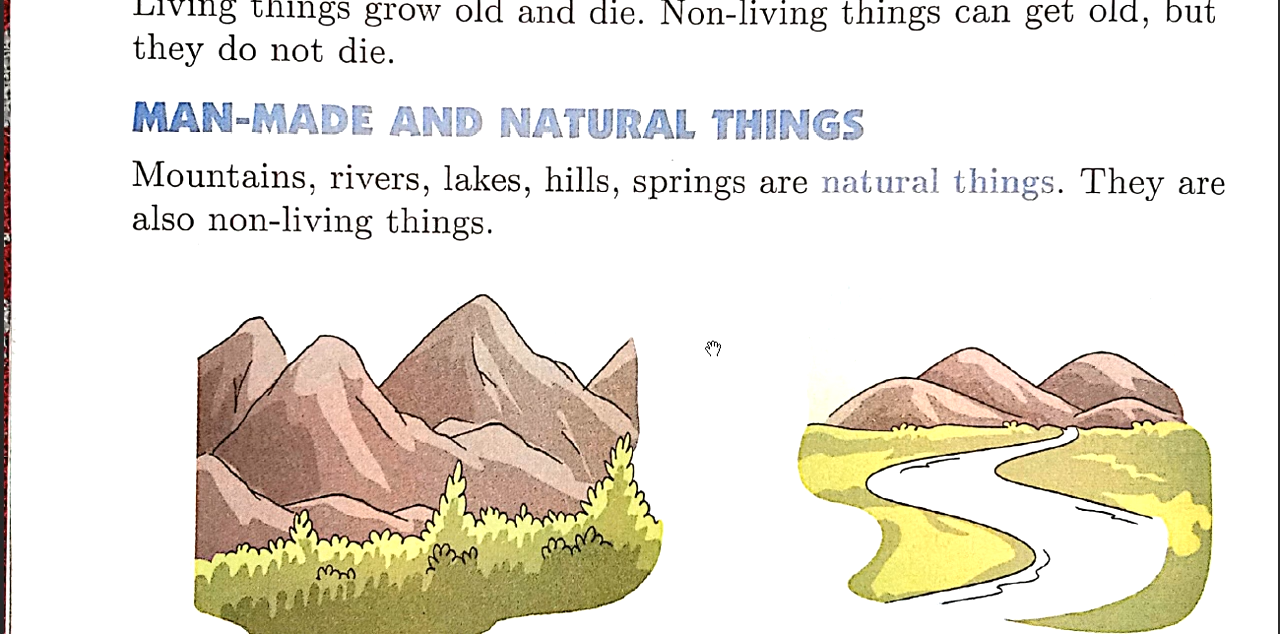 Living things grow old and die. Non-living things can get old, but
they do not die.
MAN-MADE AND NATURAL THINGS
Mountains, rivers, lakes, hills, springs are natural things. They are
also non-living things.